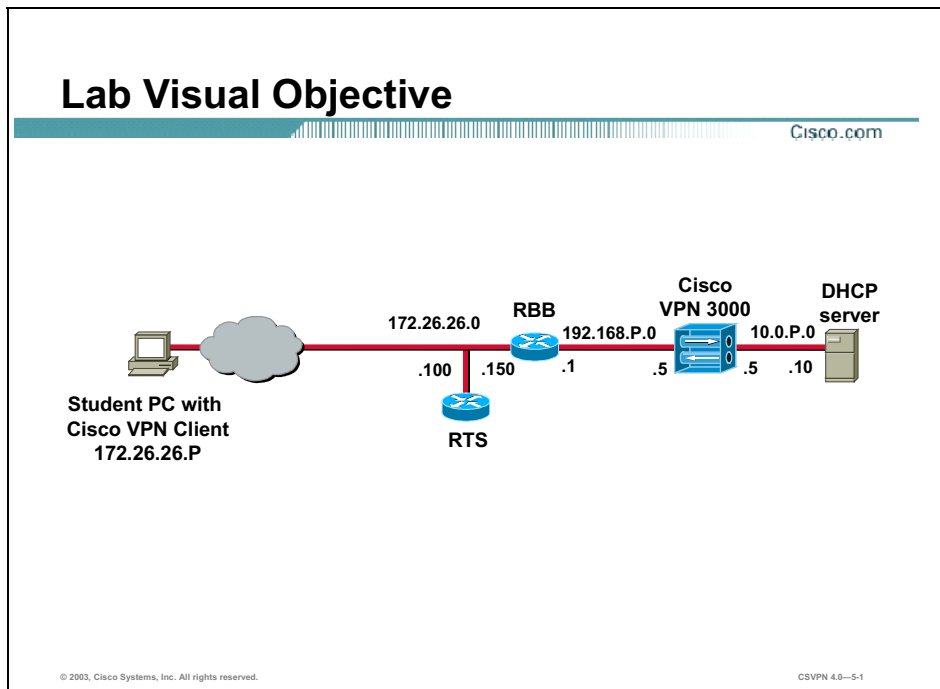 Lab Visual Objective
Cisco.com
Cisco
VPN 3000
DHCP
server
RBB
172.26.26.0
192.168.P.0
10.0.P.0
.100
.150
.1
.5
.5
.10
Student PC with
Cisco VPN Client
172.26.26.P
RTS
© 2003, Cisco Systems, Inc. All rights reserved.
CSVPN 4.0—5-1